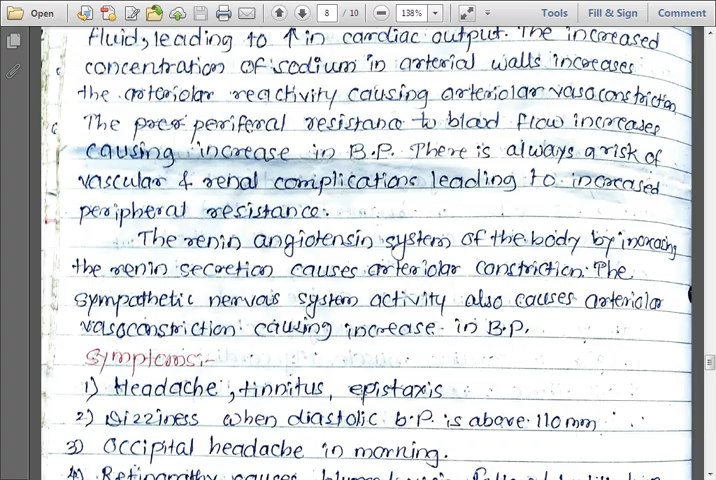 Open
8 / 10
138%
Tools
Fill & Sign
Comment
fluid, leading to ↑ in cardiac output. The increased
concentration of sodium in arterial walls increases
the arteriolar reactivity causing arteriolar vasoconstriction
The periferal resistance to blood flow increases
causing increase in B.P. There is always a risk of
vascular & renal complications leading to increased
peripheral resistance.
The renin angiotensin system of the body by increasing
the renin secretion causes arteriolar constriction. The
sympathetic nervous system activity also causes arteriolar
vasoconstriction causing increase in B.P.
Symptoms:-
1) Headache, tinnitus, epistaxis
2) Dizziness when diastolic b.p. is above 110 mm
3) Occipital headache in morning.
4) Retinopathy causes